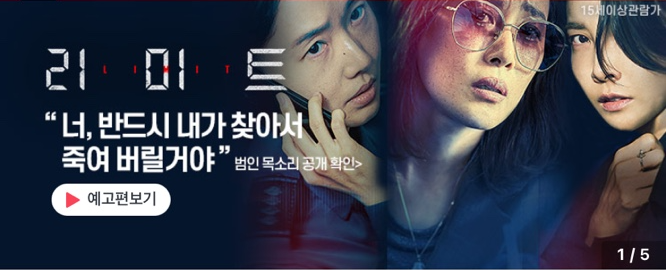 15세이상관람가
리미트
LIMIT
“ 너, 반드시 내가 찾아서
죽여 버릴거야 ” 범인 목소리 공개 확인>
예고편보기
1 / 5